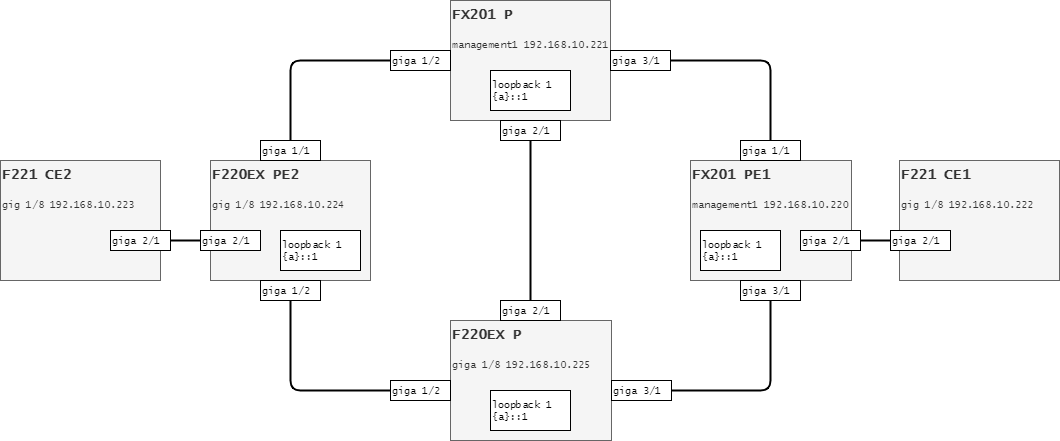 FX201 P
management1 192.168.10.221
giga 1/2
giga 3/1
loopback 1
{a}::1
giga 2/1
giga 1/1
giga 1/1
F221 CE2
gig 1/8 192.168.10.223
giga 2/1
F220EX PE2
gig 1/8 192.168.10.224
giga 2/1
loopback 1
{a}::1
giga 1/2
FX201 PE1
management1 192.168.10.220
loopback 1
{a}::1
giga 2/1
giga 3/1
F221 CE1
gig 1/8 192.168.10.222
giga 2/1
giga 2/1
F220EX P
giga 1/8 192.168.10.225
giga 1/2
giga 3/1
loopback 1
{a}::1